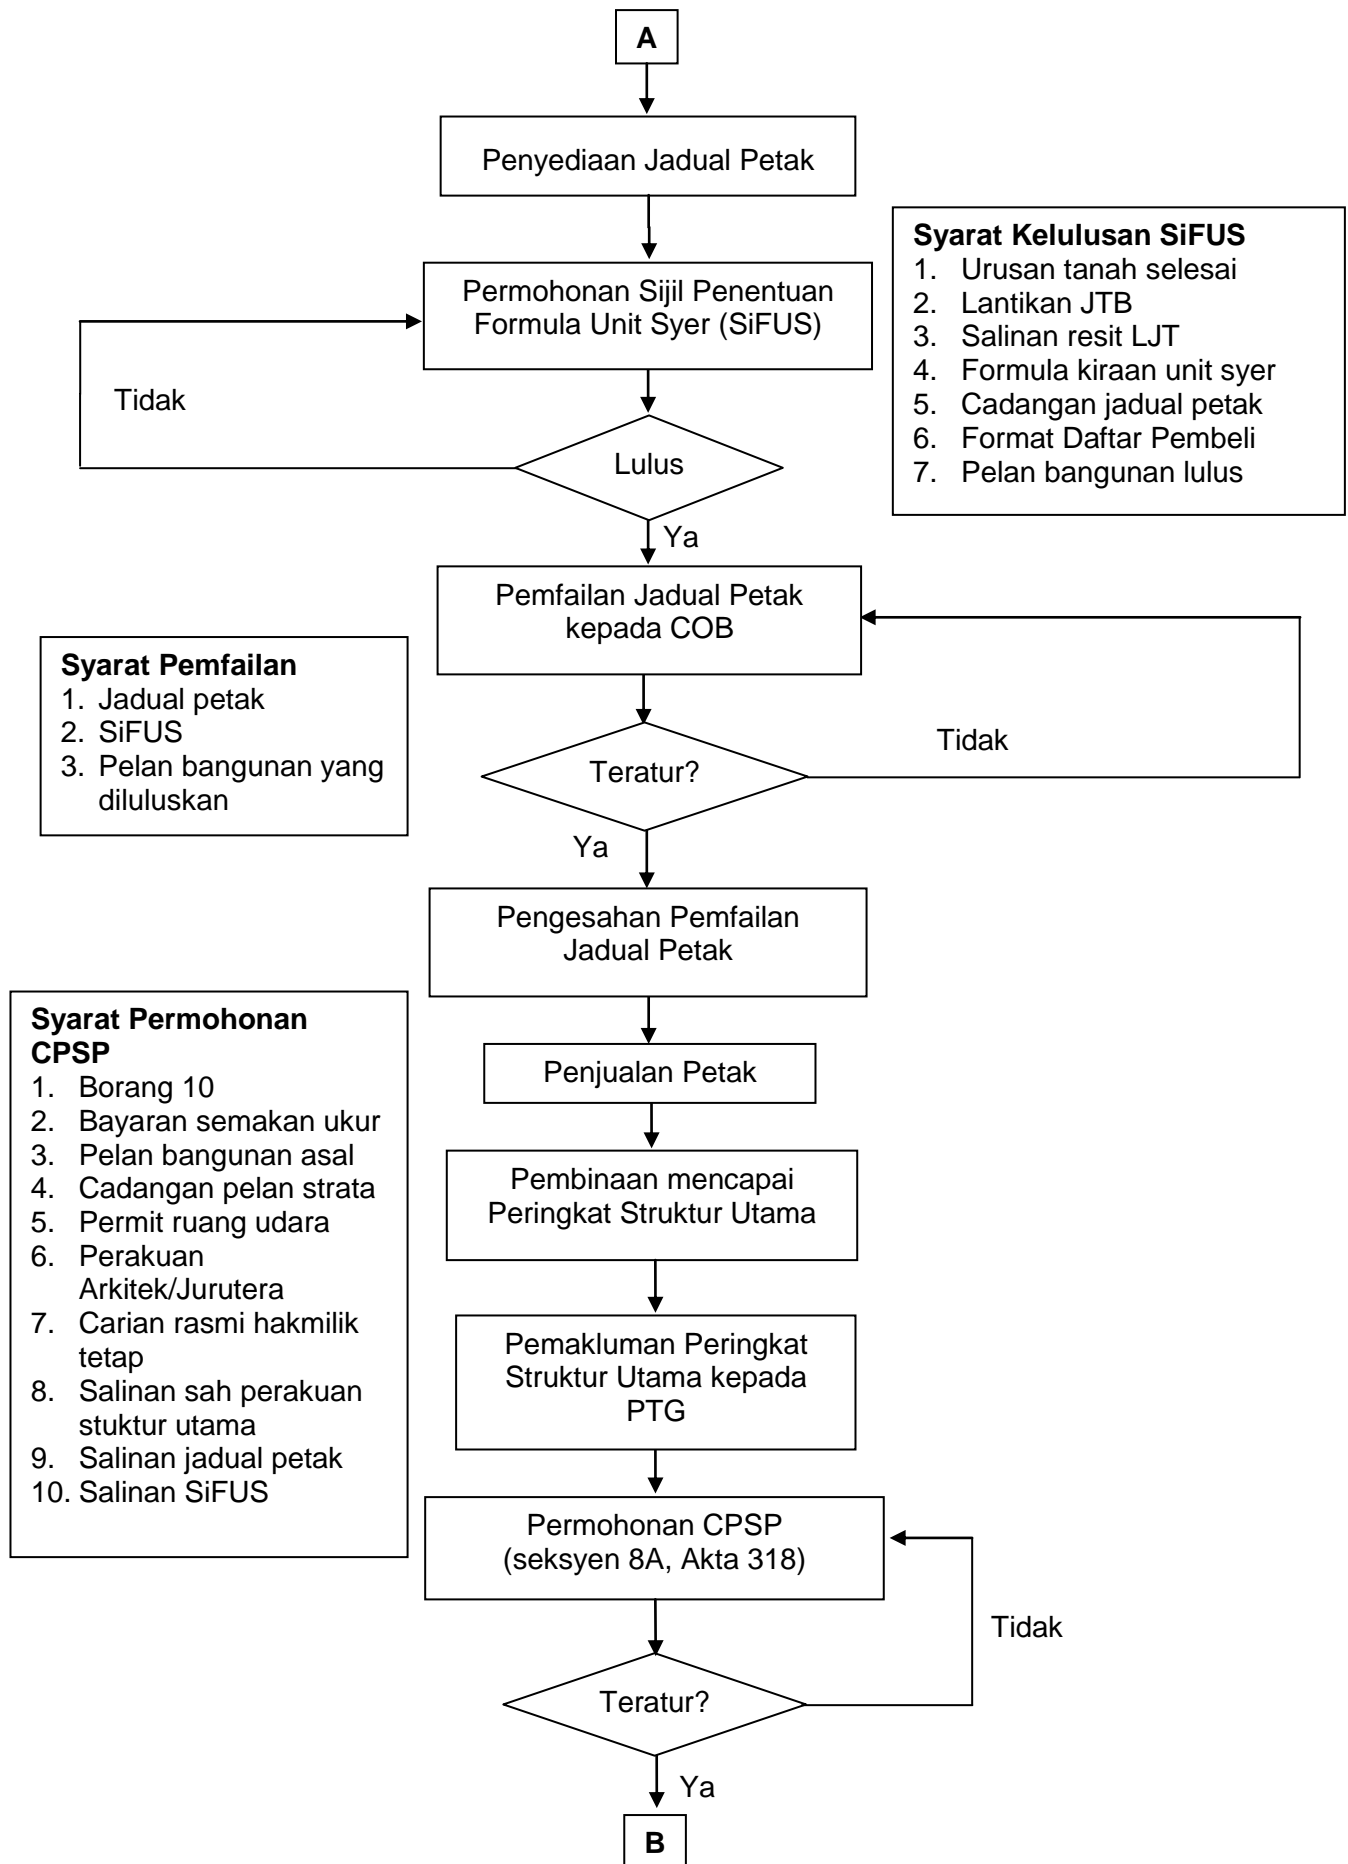 A
Penyediaan Jadual Petak
Syarat Kelulusan SiFUS
1. Urusan tanah selesai
2. Lantikan JTB
3. Salinan resit LJT
4. Formula kiraan unit syer
5. Cadangan jadual petak
6. Format Daftar Pembeli
7. Pelan bangunan lulus
Permohonan Sijil Penentuan
Formula Unit Syer (SiFUS)
Tidak
Lulus
Ya
Pemfailan Jadual Petak
kepada COB
Syarat Pemfailan
1. Jadual petak
2. SiFUS
3. Pelan bangunan yang
diluluskan
Tidak
Teratur?
Ya
Pengesahan Pemfailan
Jadual Petak
Syarat Permohonan
CPSP
1. Borang 10
2. Bayaran semakan ukur
3. Pelan bangunan asal
4. Cadangan pelan strata
5. Permit ruang udara
6. Perakuan
Arkitek/Jurutera
7. Carian rasmi hakmilik
tetap
8. Salinan sah perakuan
stuktur utama
9. Salinan jadual petak
10. Salinan SiFUS
Penjualan Petak
Pembinaan mencapai
Peringkat Struktur Utama
Pemakluman Peringkat
Struktur Utama kepada
PTG
Permohonan CPSP
(seksyen 8A, Akta 318)
Tidak
Teratur?
Ya
B